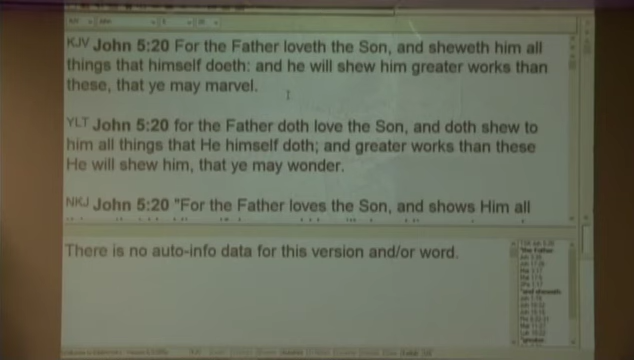 KJV John 5:20 For the Father loveth the Son, and sheweth him all
things that himself doeth: and he will shew him greater works than
these, that ye may marvel.
YLT John 5:20 for the Father doth love the Son, and doth shew to
him all things that He himself doth; and greater works than these
He will shew him, that ye may wonder.
NKJ John 5:20 "For the Father loves the Son, and shows Him all
There is no auto-info data for this version and/or word.